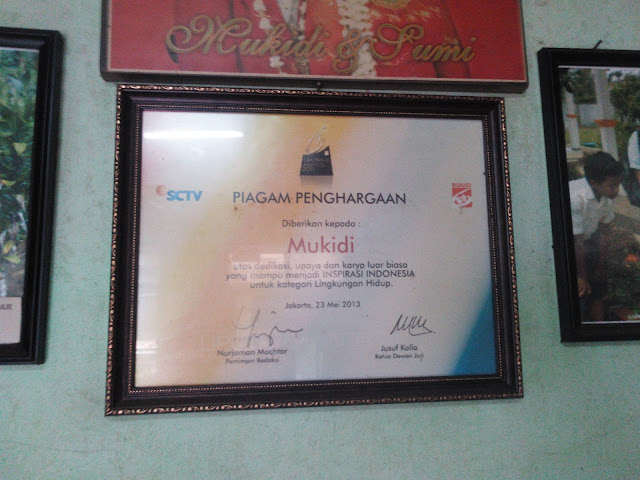 Mukidi & Sumi
SCTV
PIAGAM PENGHARGAAN
Diberikan kepada :
Mukidi
atas dedikasi, upaya dan karya luar biasa
yang mampu menjadi INSPIRASI INDONESIA
untuk kategori Lingkungan Hidup.
Jakarta, 23 Mei 2013
Nurjaman Mochtar
Pemimpin Redaksi
Jusuf Kalla
Ketua Dewan Juri